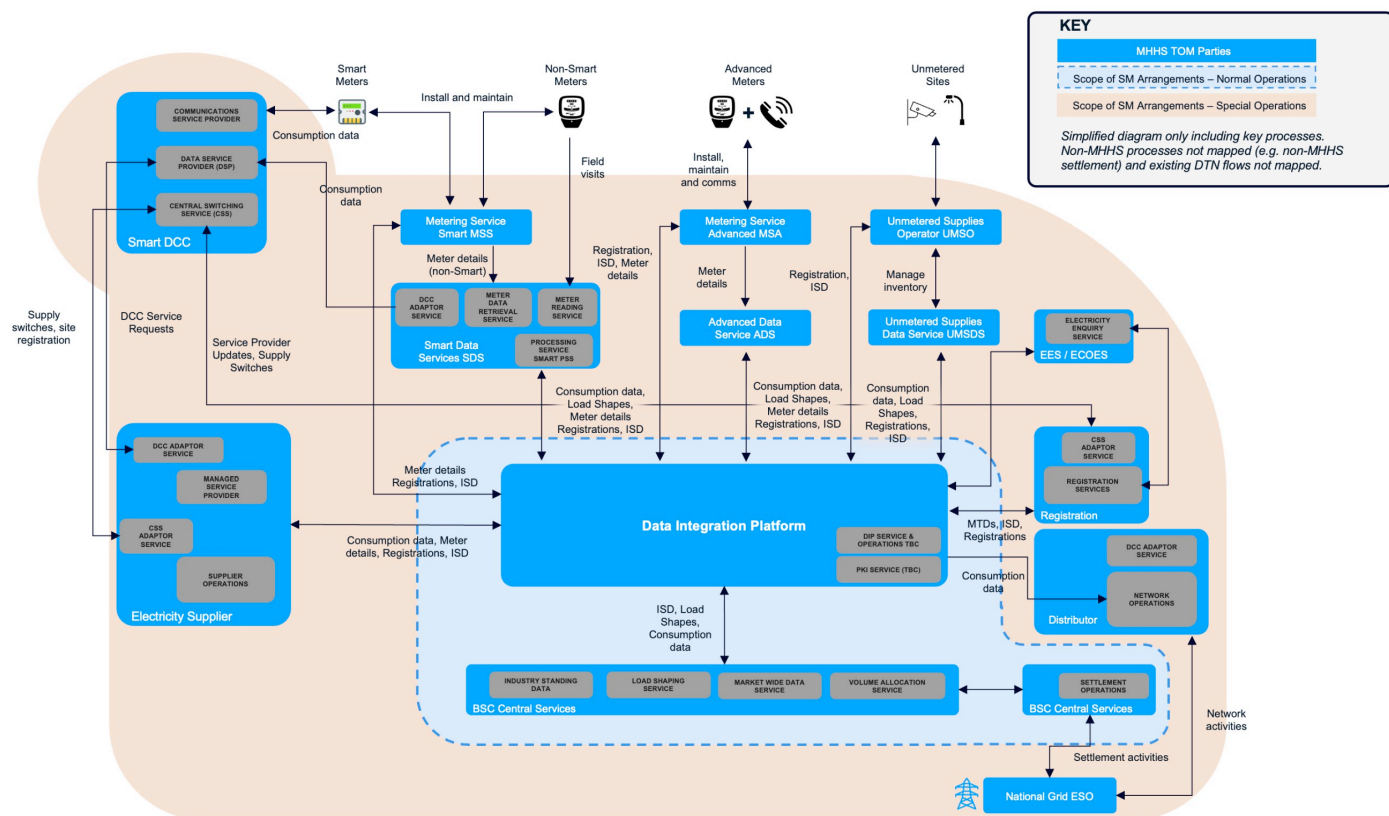 KEY
MHHS TOM Parties
Scope of SM Arrangements – Normal Operations
Scope of SM Arrangements – Special Operations
Simplified diagram only including key processes.
Non-MHHS processes not mapped (e.g. non-MHHS
settlement) and existing DTN flows not mapped.
Smart
Meters
Non-Smart
Meters
Advanced
Meters
Unmetered
Sites
Install and maintain
Consumption data
COMMUNICATIONS
SERVICE PROVIDER
DATA SERVICE
PROVIDER (DSP)
CENTRAL SWITCHING
SERVICE (CSS)
Smart DCC
Consumption
data
Field
visits
Install,
maintain
and comms
Metering Service
Smart MSS
Metering Service
Advanced MSA
Unmetered Supplies
Operator UMSO
Meter details
(non-Smart)
Registration,
ISD, Meter
details
Meter
details
Registration,
ISD
Manage
inventory
DCC
ADAPTOR
SERVICE
METER
DATA
RETRIEVAL
SERVICE
METER
READING
SERVICE
PROCESSING
SERVICE
SMART PSS
Smart Data
Services SDS
Advanced Data
Service ADS
Unmetered Supplies
Data Service UMSDS
ELECTRICITY
ENQUIRY
SERVICE
EES / ECOES
Supply
switches, site
registration
DCC Service
Requests
Service Provider
Updates, Supply
Switches
Consumption data,
Load Shapes,
Meter details
Registrations, ISD
Consumption data,
Load Shapes,
Meter details
Registrations, ISD
Consumption
data, Load
Shapes,
Registrations,
ISD
DCC ADAPTOR
SERVICE
MANAGED
SERVICE
PROVIDER
CSS
ADAPTOR
SERVICE
SUPPLIER
OPERATIONS
Electricity Supplier
CSS
ADAPTOR
SERVICE
REGISTRATION
SERVICES
Registration
Meter details
Registrations, ISD
Consumption data, Meter
details, Registrations, ISD
Data Integration Platform
DIP SERVICE &
OPERATIONS TBC
PKI SERVICE (TBC)
MTDs, ISD,
Registrations
Consumption
data
DCC ADAPTOR
SERVICE
NETWORK
OPERATIONS
Distributor
ISD, Load
Shapes,
Consumption
data
INDUSTRY STANDING
DATA
LOAD SHAPING
SERVICE
MARKET WIDE DATA
SERVICE
VOLUME ALLOCATION
SERVICE
BSC Central Services
SETTLEMENT
OPERATIONS
BSC Central Services
Network
activities
Settlement activities
National Grid ESO